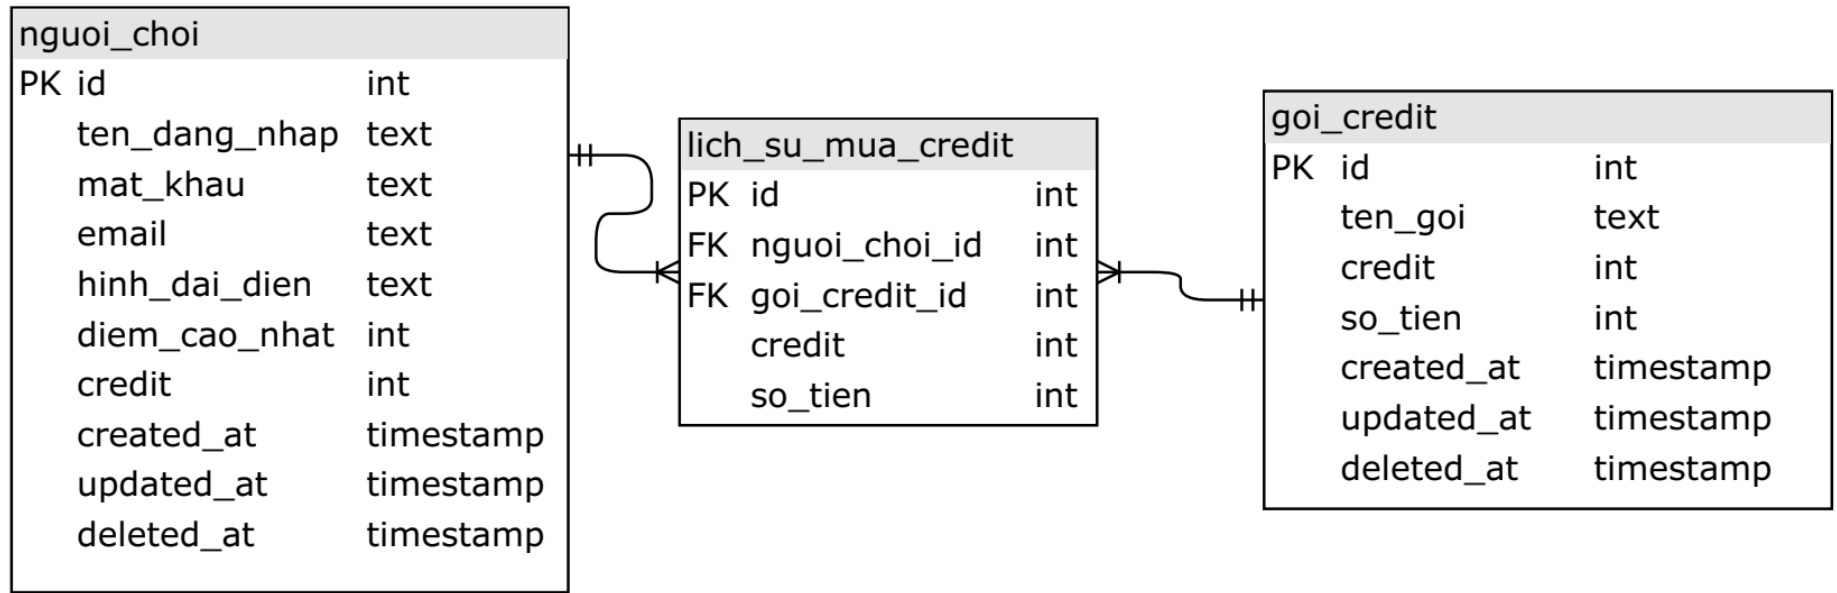 nguoi_choi
PK id int
ten_dang_nhap text
mat_khau text
email text
hinh_dai_dien text
diem_cao_nhat int
credit int
created_at timestamp
updated_at timestamp
deleted_at timestamp
lich_su_mua_credit
PK id int
FK nguoi_choi_id int
FK goi_credit_id int
credit int
so_tien int
goi_credit
PK id int
ten_goi text
credit int
so_tien int
created_at timestamp
updated_at timestamp
deleted_at timestamp